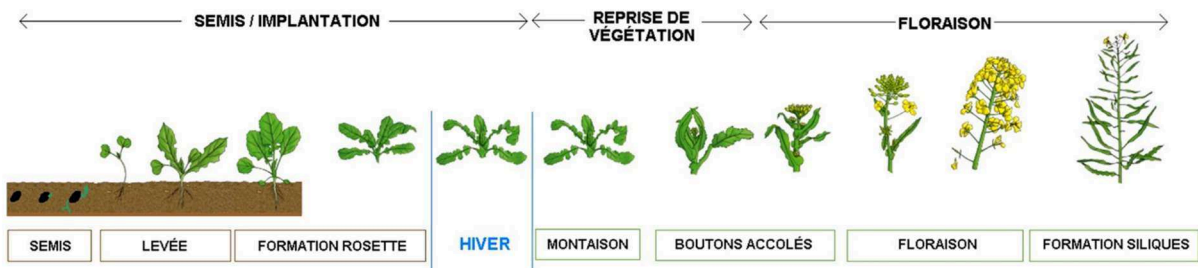 SEMIS / IMPLANTATION
REPRISE DE
VÉGÉTATION
FLORAISON
SEMIS
LEVÉE
FORMATION ROSETTE
HIVER
MONTAISON
BOUTONS ACCOLÉS
FLORAISON
FORMATION SILIQUES